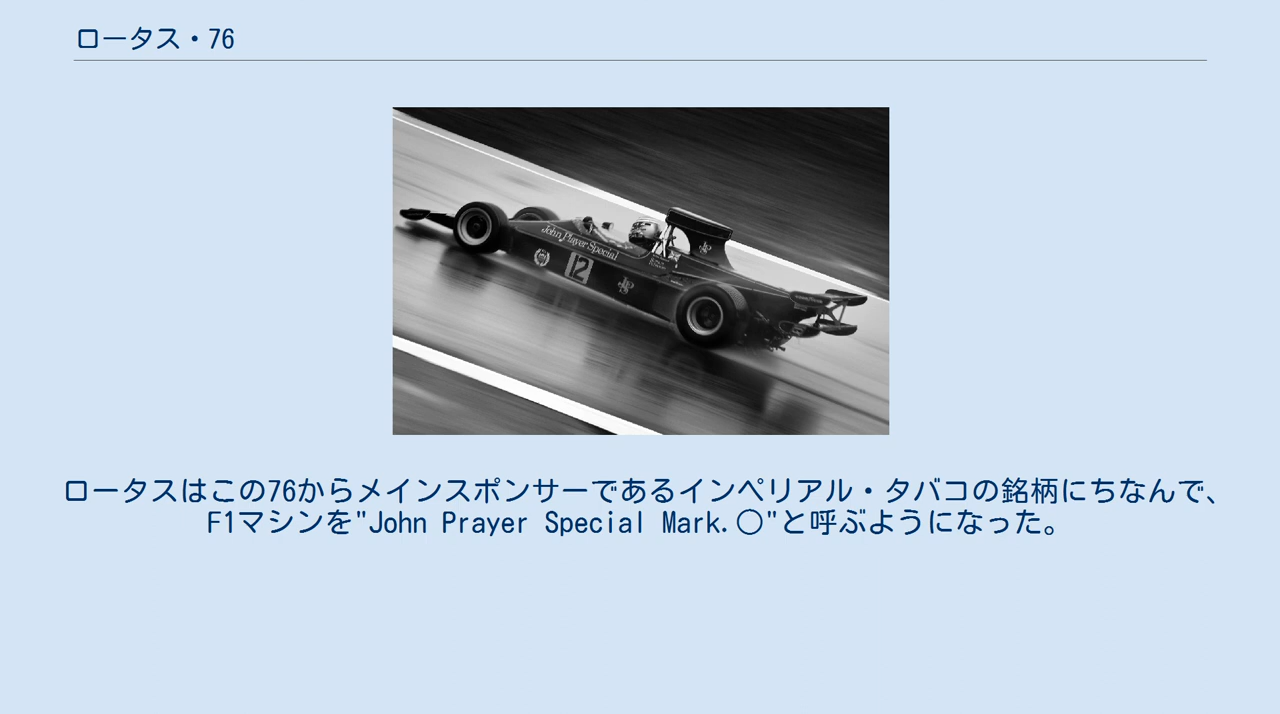 ロータス・76
John Player Special
12
JPS
JPS
ロータスはこの76からメインスポンサーであるインペリアル・タバコの銘柄にちなんで、
F1マシンを"John Prayer Special Mark.〇"と呼ぶようになった。